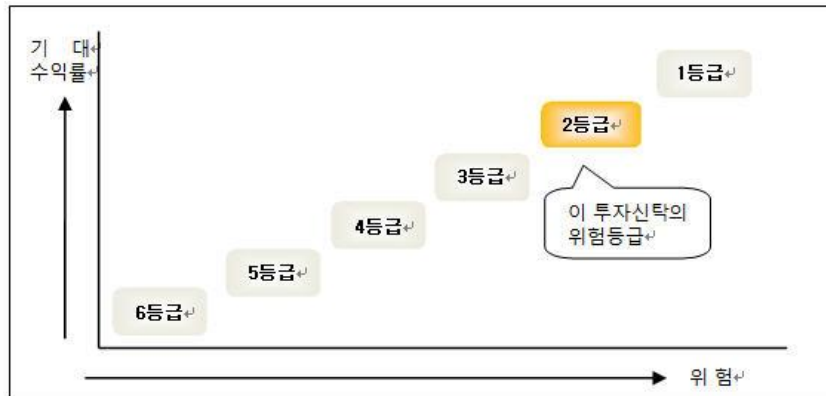 기 대
수익률
1등급
2등급
3등급
이 투자신탁의
위험등급
4등급
5등급
6등급
위 험